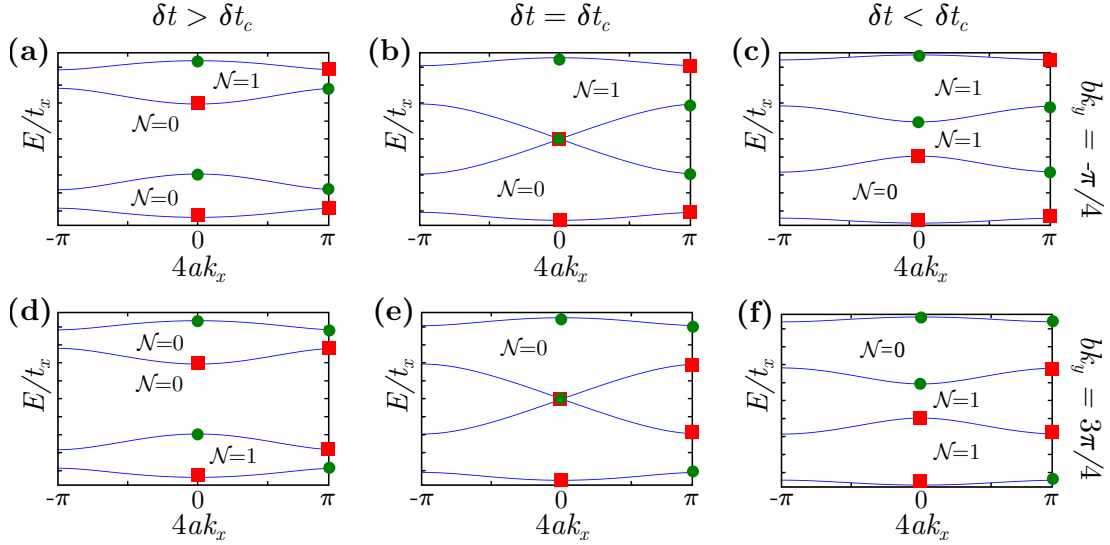 δt > δt_c
δt = δt_c
δt < δt_c
(a)
(b)
(c)
E/t_x
𝒩=1
𝒩=0
𝒩=0
-π
0
π
4ak_x
E/t_x
𝒩=1
𝒩=0
-π
0
π
4ak_x
E/t_x
𝒩=1
𝒩=1
𝒩=0
-π
0
π
4ak_x
bk_y = -π/4
(d)
(e)
(f)
E/t_x
𝒩=0
𝒩=0
𝒩=1
-π
0
π
4ak_x
E/t_x
𝒩=0
-π
0
π
4ak_x
E/t_x
𝒩=0
𝒩=1
𝒩=1
-π
0
π
4ak_x
bk_y = 3π/4